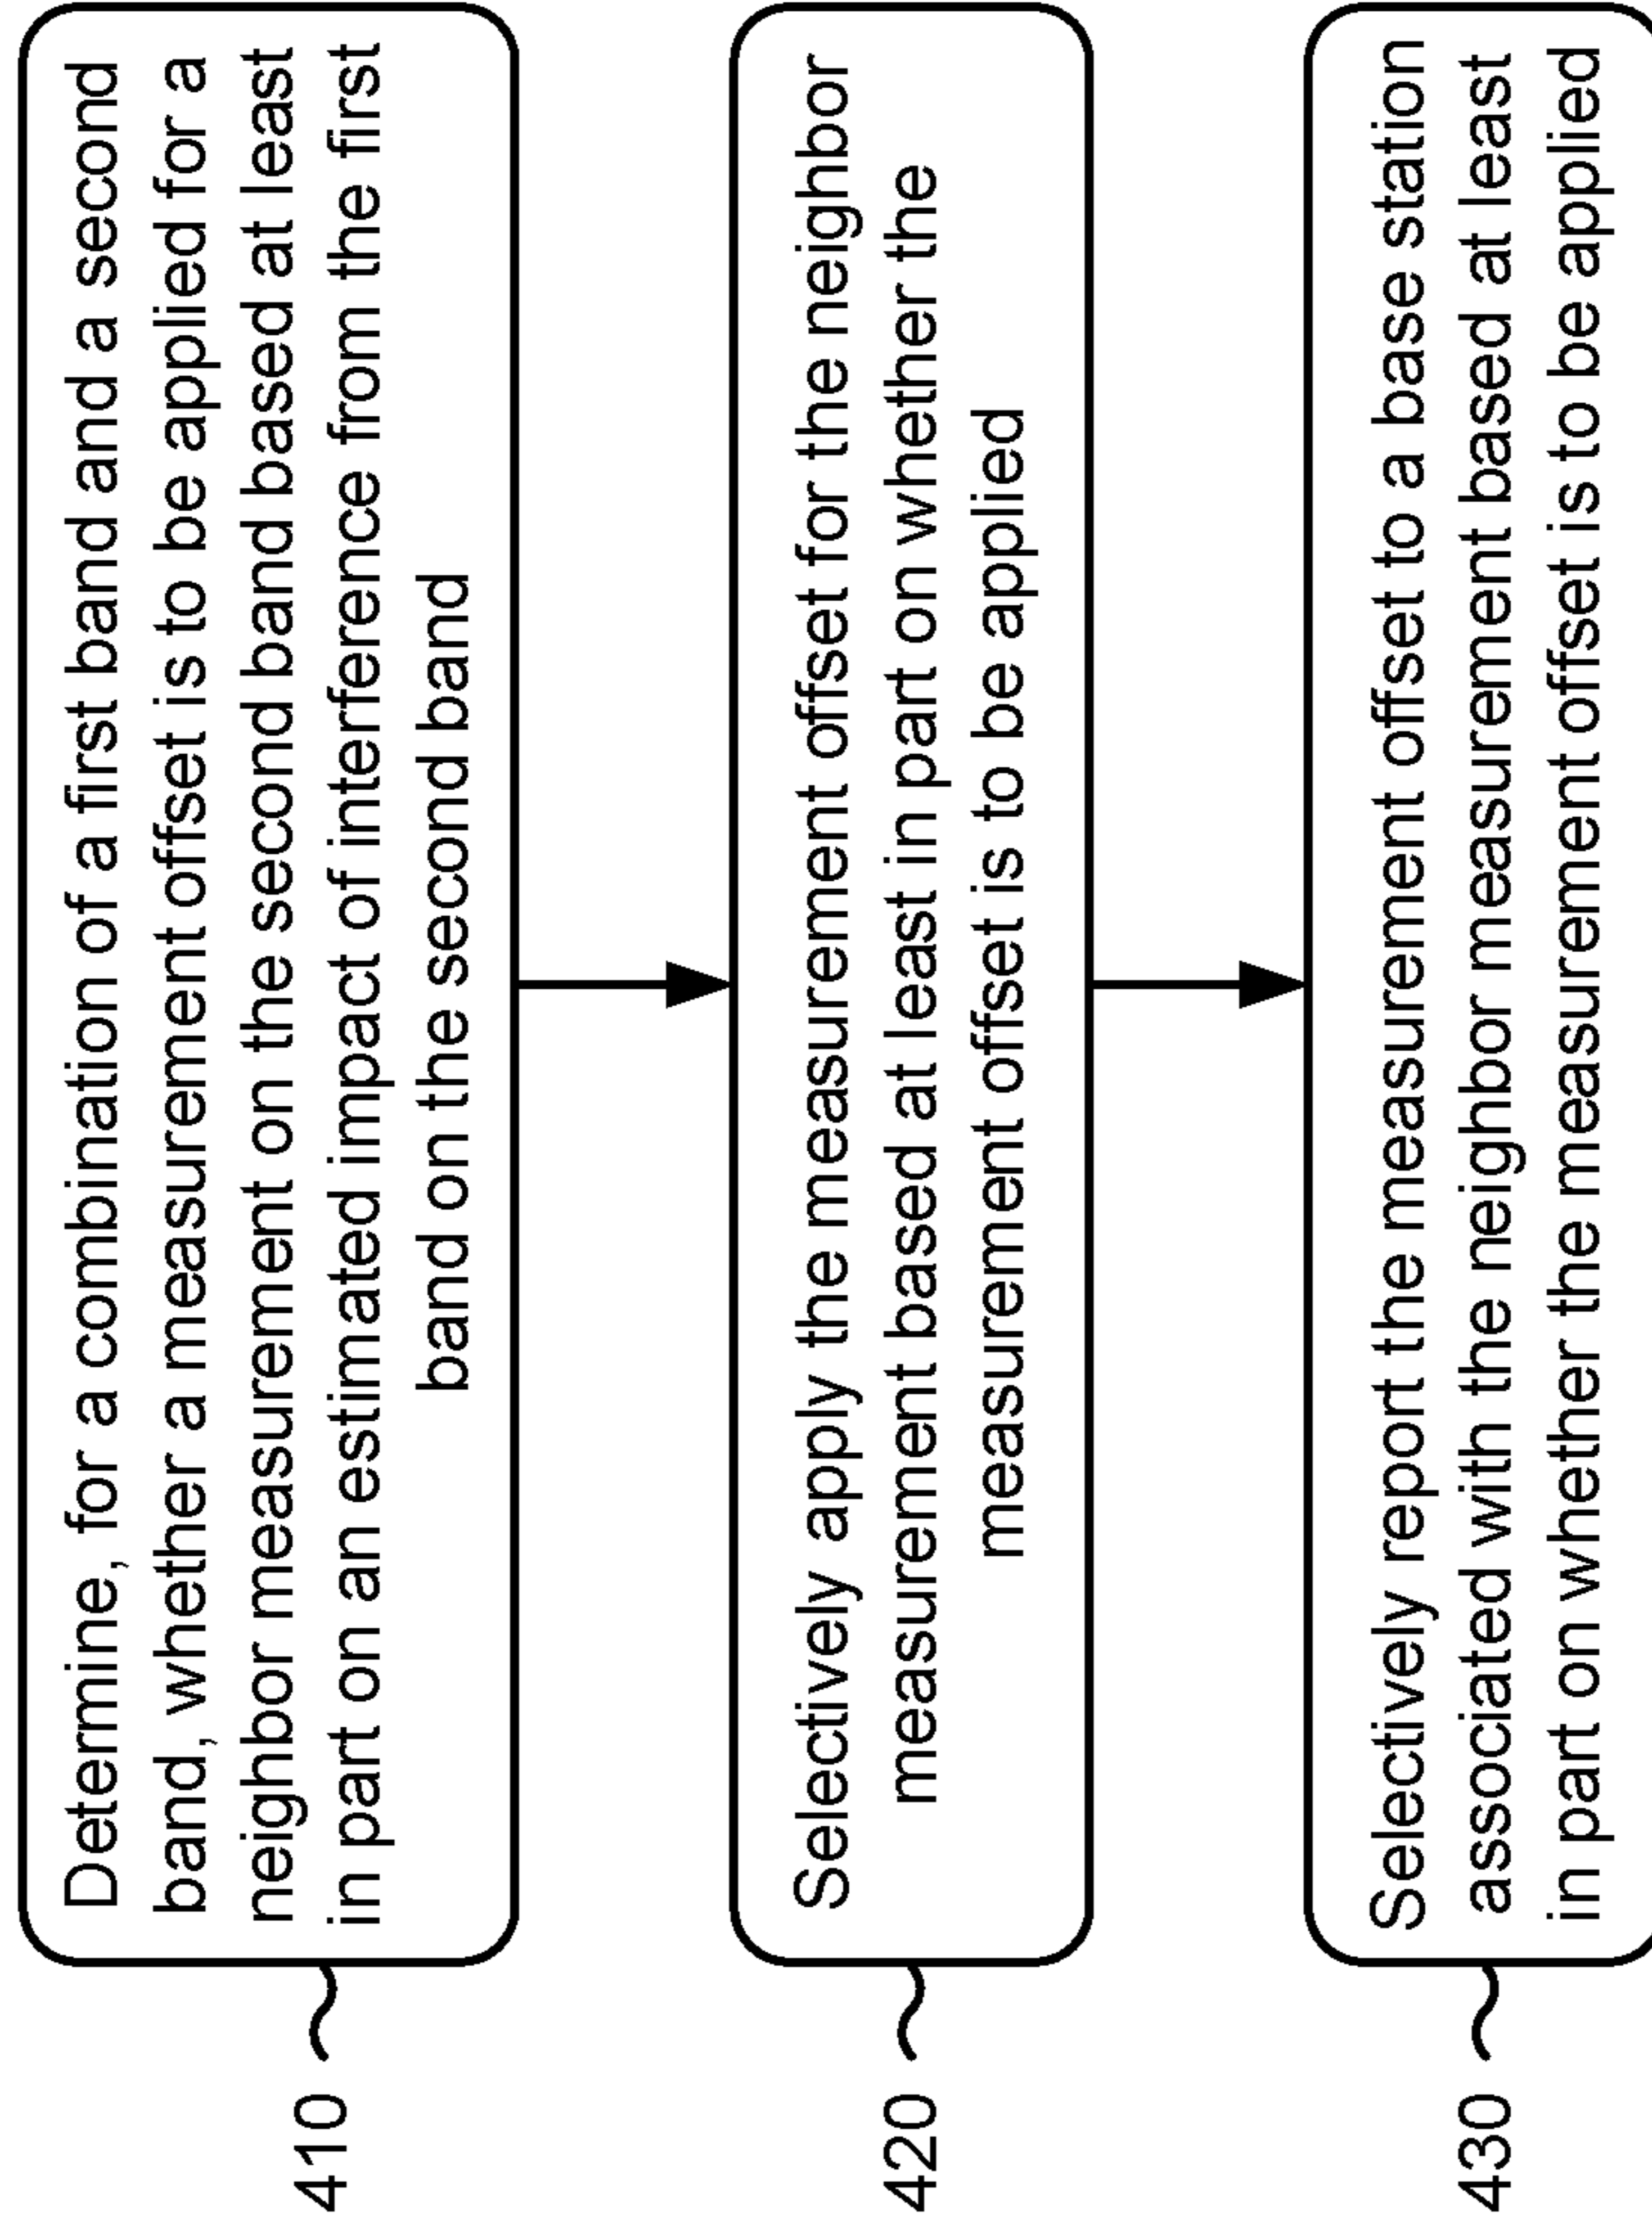 410
Determine, for a combination of a first band and a second
band, whether a measurement offset is to be applied for a
neighbor measurement on the second band based at least
in part on an estimated impact of interference from the first
band on the second band
420
Selectively apply the measurement offset for the neighbor
measurement based at least in part on whether the
measurement offset is to be applied
430
Selectively report the measurement offset to a base station
associated with the neighbor measurement based at least
in part on whether the measurement offset is to be applied